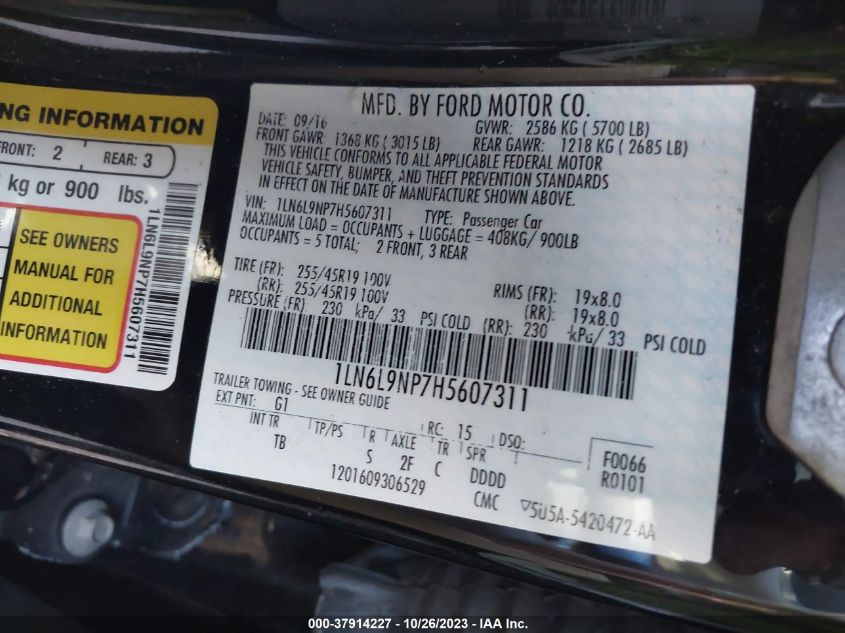 NG INFORMATION
FRONT: 2 REAR: 3
kg or 900 lbs.
SEE OWNERS
MANUAL FOR
ADDITIONAL
INFORMATION
1LN6L9NP7H5607311
MFD. BY FORD MOTOR CO.
DATE: 09/16 GVWR: 2586 KG ( 5700 LB)
FRONT GAWR: 1368 KG ( 3015 LB) REAR GAWR: 1218 KG ( 2685 LB)
THIS VEHICLE CONFORMS TO ALL APPLICABLE FEDERAL MOTOR
VEHICLE SAFETY, BUMPER, AND THEFT PREVENTION STANDARDS
IN EFFECT ON THE DATE OF MANUFACTURE SHOWN ABOVE.
VIN: 1LN6L9NP7H5607311 TYPE: Passenger Car
MAXIMUM LOAD = OCCUPANTS + LUGGAGE = 408KG/ 900LB
OCCUPANTS = 5 TOTAL; 2 FRONT, 3 REAR
TIRE (FR): 255/45R19 100V RIMS (FR): 19x8.0
(RR): 255/45R19 100V (RR): 19x8.0
PRESSURE (FR): 230 kPa/ 33 PSI COLD (RR): 230 kPa/ 33 PSI COLD
1LN6L9NP7H5607311
TRAILER TOWING - SEE OWNER GUIDE
EXT PNT: G1 RC: 15 DSO:
INT TR TP/PS R AXLE TR SPR F0066
TB S 2F C DDDD R0101
1201609306529 CMC 5U5A-5420472-AA
000-37914227 - 10/26/2023 - IAA Inc.